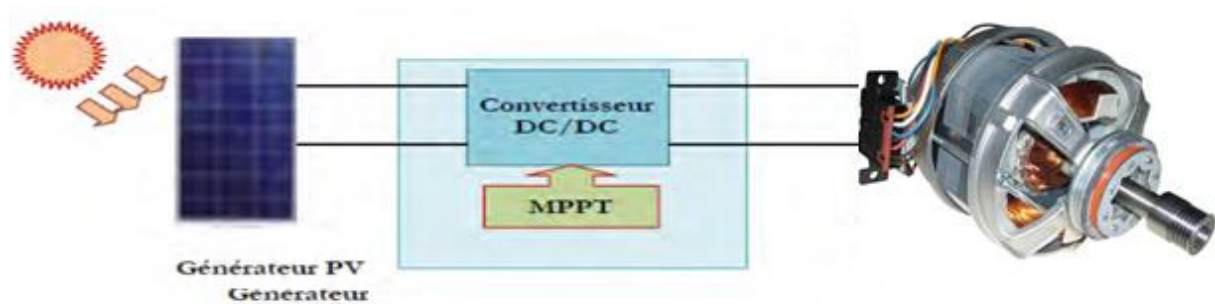 Convertisseur
DC/DC
MPPT
Générateur PV
Générateur